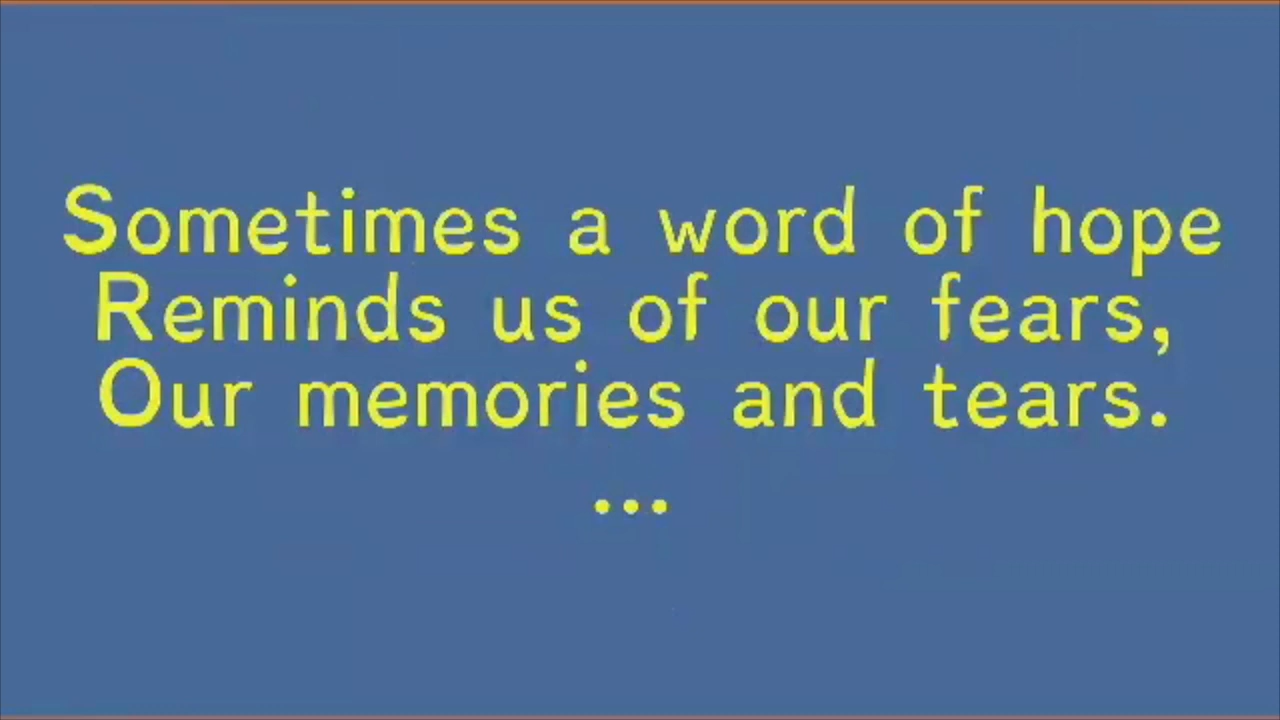 Sometimes a word of hope
Reminds us of our fears,
Our memories and tears.
...